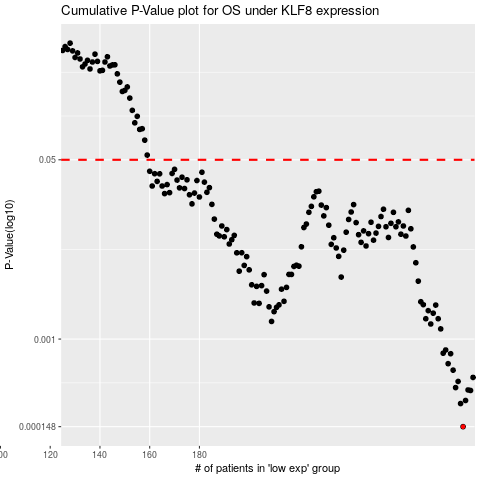 Cumulative P-Value plot for OS under KLF8 expression
P-Value(log10)
0.05
0.001
0.000148
00 120 140 160 180
# of patients in 'low exp' group